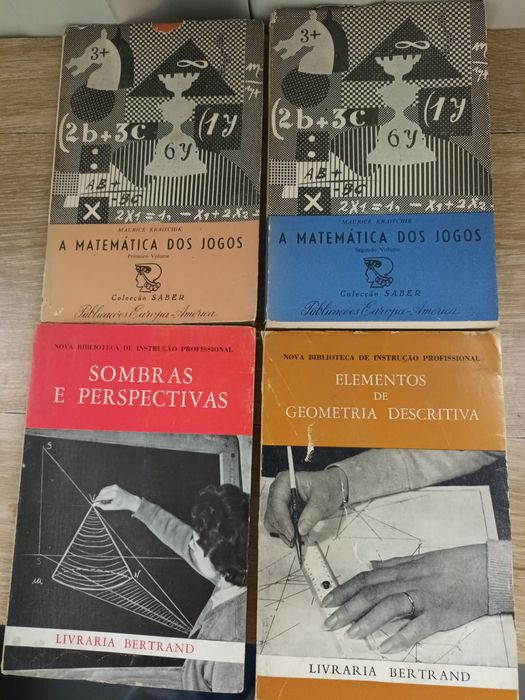 3+
∞
(2b+3c
(1y
6y
AB+
-BC
X
2X1=1,
-X1+2X2=
MAURICE KRAITCHIK
A MATEMÁTICA DOS JOGOS
Primeiro Volume
Colecção SABER
Publicações Europa-América
3+
∞
(2b+3c
(1y
6y
AB+
-BC
X
2X1=1,
-X1+2X2=
MAURICE KRAITCHIK
A MATEMÁTICA DOS JOGOS
Segundo Volume
Colecção SABER
Publicações Europa-América
NOVA BIBLIOTECA DE INSTRUÇÃO PROFISSIONAL
SOMBRAS
E PERSPECTIVAS
S
S
M
N
LIVRARIA BERTRAND
NOVA BIBLIOTECA DE INSTRUÇÃO PROFISSIONAL
ELEMENTOS
DE
GEOMETRIA DESCRITIVA
LIVRARIA BERTRAND